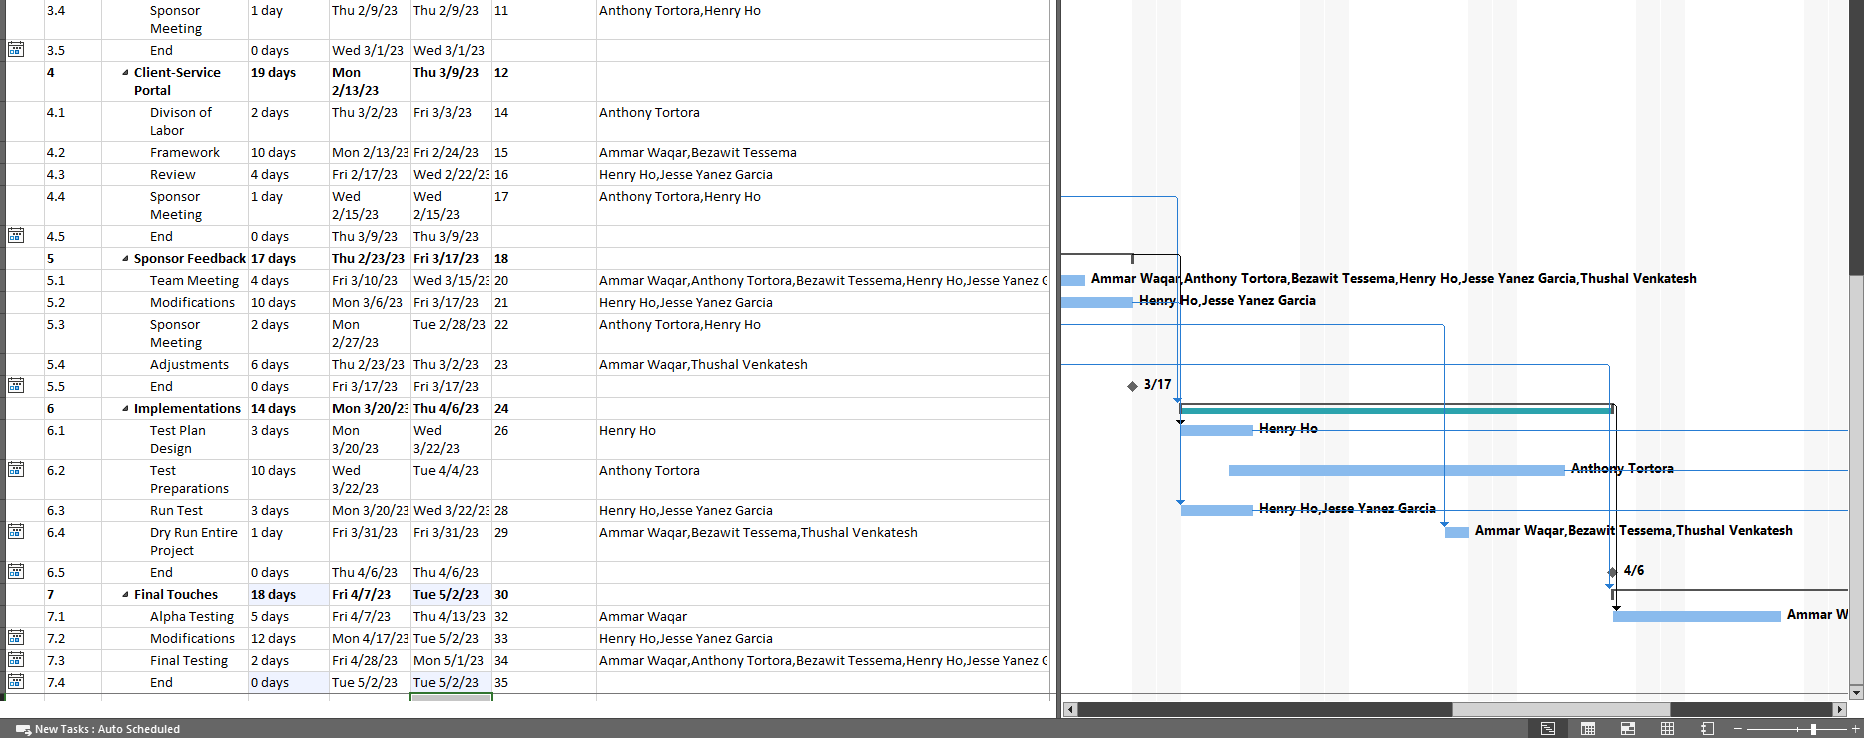 3.4 Sponsor Meeting 1 day Thu 2/9/23 Thu 2/9/23 11 Anthony Tortora,Henry Ho
3.5 End 0 days Wed 3/1/23 Wed 3/1/23
4 Client-Service Portal 19 days Mon 2/13/23 Thu 3/9/23 12
4.1 Divison of Labor 2 days Thu 3/2/23 Fri 3/3/23 14 Anthony Tortora
4.2 Framework 10 days Mon 2/13/23 Fri 2/24/23 15 Ammar Waqar,Bezawit Tessema
4.3 Review 4 days Fri 2/17/23 Wed 2/22/23 16 Henry Ho,Jesse Yanez Garcia
4.4 Sponsor Meeting 1 day Wed 2/15/23 Wed 2/15/23 17 Anthony Tortora,Henry Ho
4.5 End 0 days Thu 3/9/23 Thu 3/9/23
5 Sponsor Feedback 17 days Thu 2/23/23 Fri 3/17/23 18
5.1 Team Meeting 4 days Fri 3/10/23 Wed 3/15/23 20 Ammar Waqar,Anthony Tortora,Bezawit Tessema,Henry Ho,Jesse Yanez G
Ammar Waqar,Anthony Tortora,Bezawit Tessema,Henry Ho,Jesse Yanez Garcia,Thushal Venkatesh
5.2 Modifications 10 days Mon 3/6/23 Fri 3/17/23 21 Henry Ho,Jesse Yanez Garcia
Henry Ho,Jesse Yanez Garcia
5.3 Sponsor Meeting 2 days Mon 2/27/23 Tue 2/28/23 22 Anthony Tortora,Henry Ho
5.4 Adjustments 6 days Thu 2/23/23 Thu 3/2/23 23 Ammar Waqar,Thushal Venkatesh
5.5 End 0 days Fri 3/17/23 Fri 3/17/23
3/17
6 Implementations 14 days Mon 3/20/23 Thu 4/6/23 24
6.1 Test Plan Design 3 days Mon 3/20/23 Wed 3/22/23 26 Henry Ho
Henry Ho
6.2 Test Preparations 10 days Wed 3/22/23 Tue 4/4/23 Anthony Tortora
Anthony Tortora
6.3 Run Test 3 days Mon 3/20/23 Wed 3/22/23 28 Henry Ho,Jesse Yanez Garcia
Henry Ho,Jesse Yanez Garcia
6.4 Dry Run Entire Project 1 day Fri 3/31/23 Fri 3/31/23 29 Ammar Waqar,Bezawit Tessema,Thushal Venkatesh
Ammar Waqar,Bezawit Tessema,Thushal Venkatesh
6.5 End 0 days Thu 4/6/23 Thu 4/6/23
4/6
7 Final Touches 18 days Fri 4/7/23 Tue 5/2/23 30
7.1 Alpha Testing 5 days Fri 4/7/23 Thu 4/13/23 32 Ammar Waqar
Ammar W
7.2 Modifications 12 days Mon 4/17/23 Tue 5/2/23 33 Henry Ho,Jesse Yanez Garcia
7.3 Final Testing 2 days Fri 4/28/23 Mon 5/1/23 34 Ammar Waqar,Anthony Tortora,Bezawit Tessema,Henry Ho,Jesse Yanez G
7.4 End 0 days Tue 5/2/23 Tue 5/2/23 35
New Tasks : Auto Scheduled